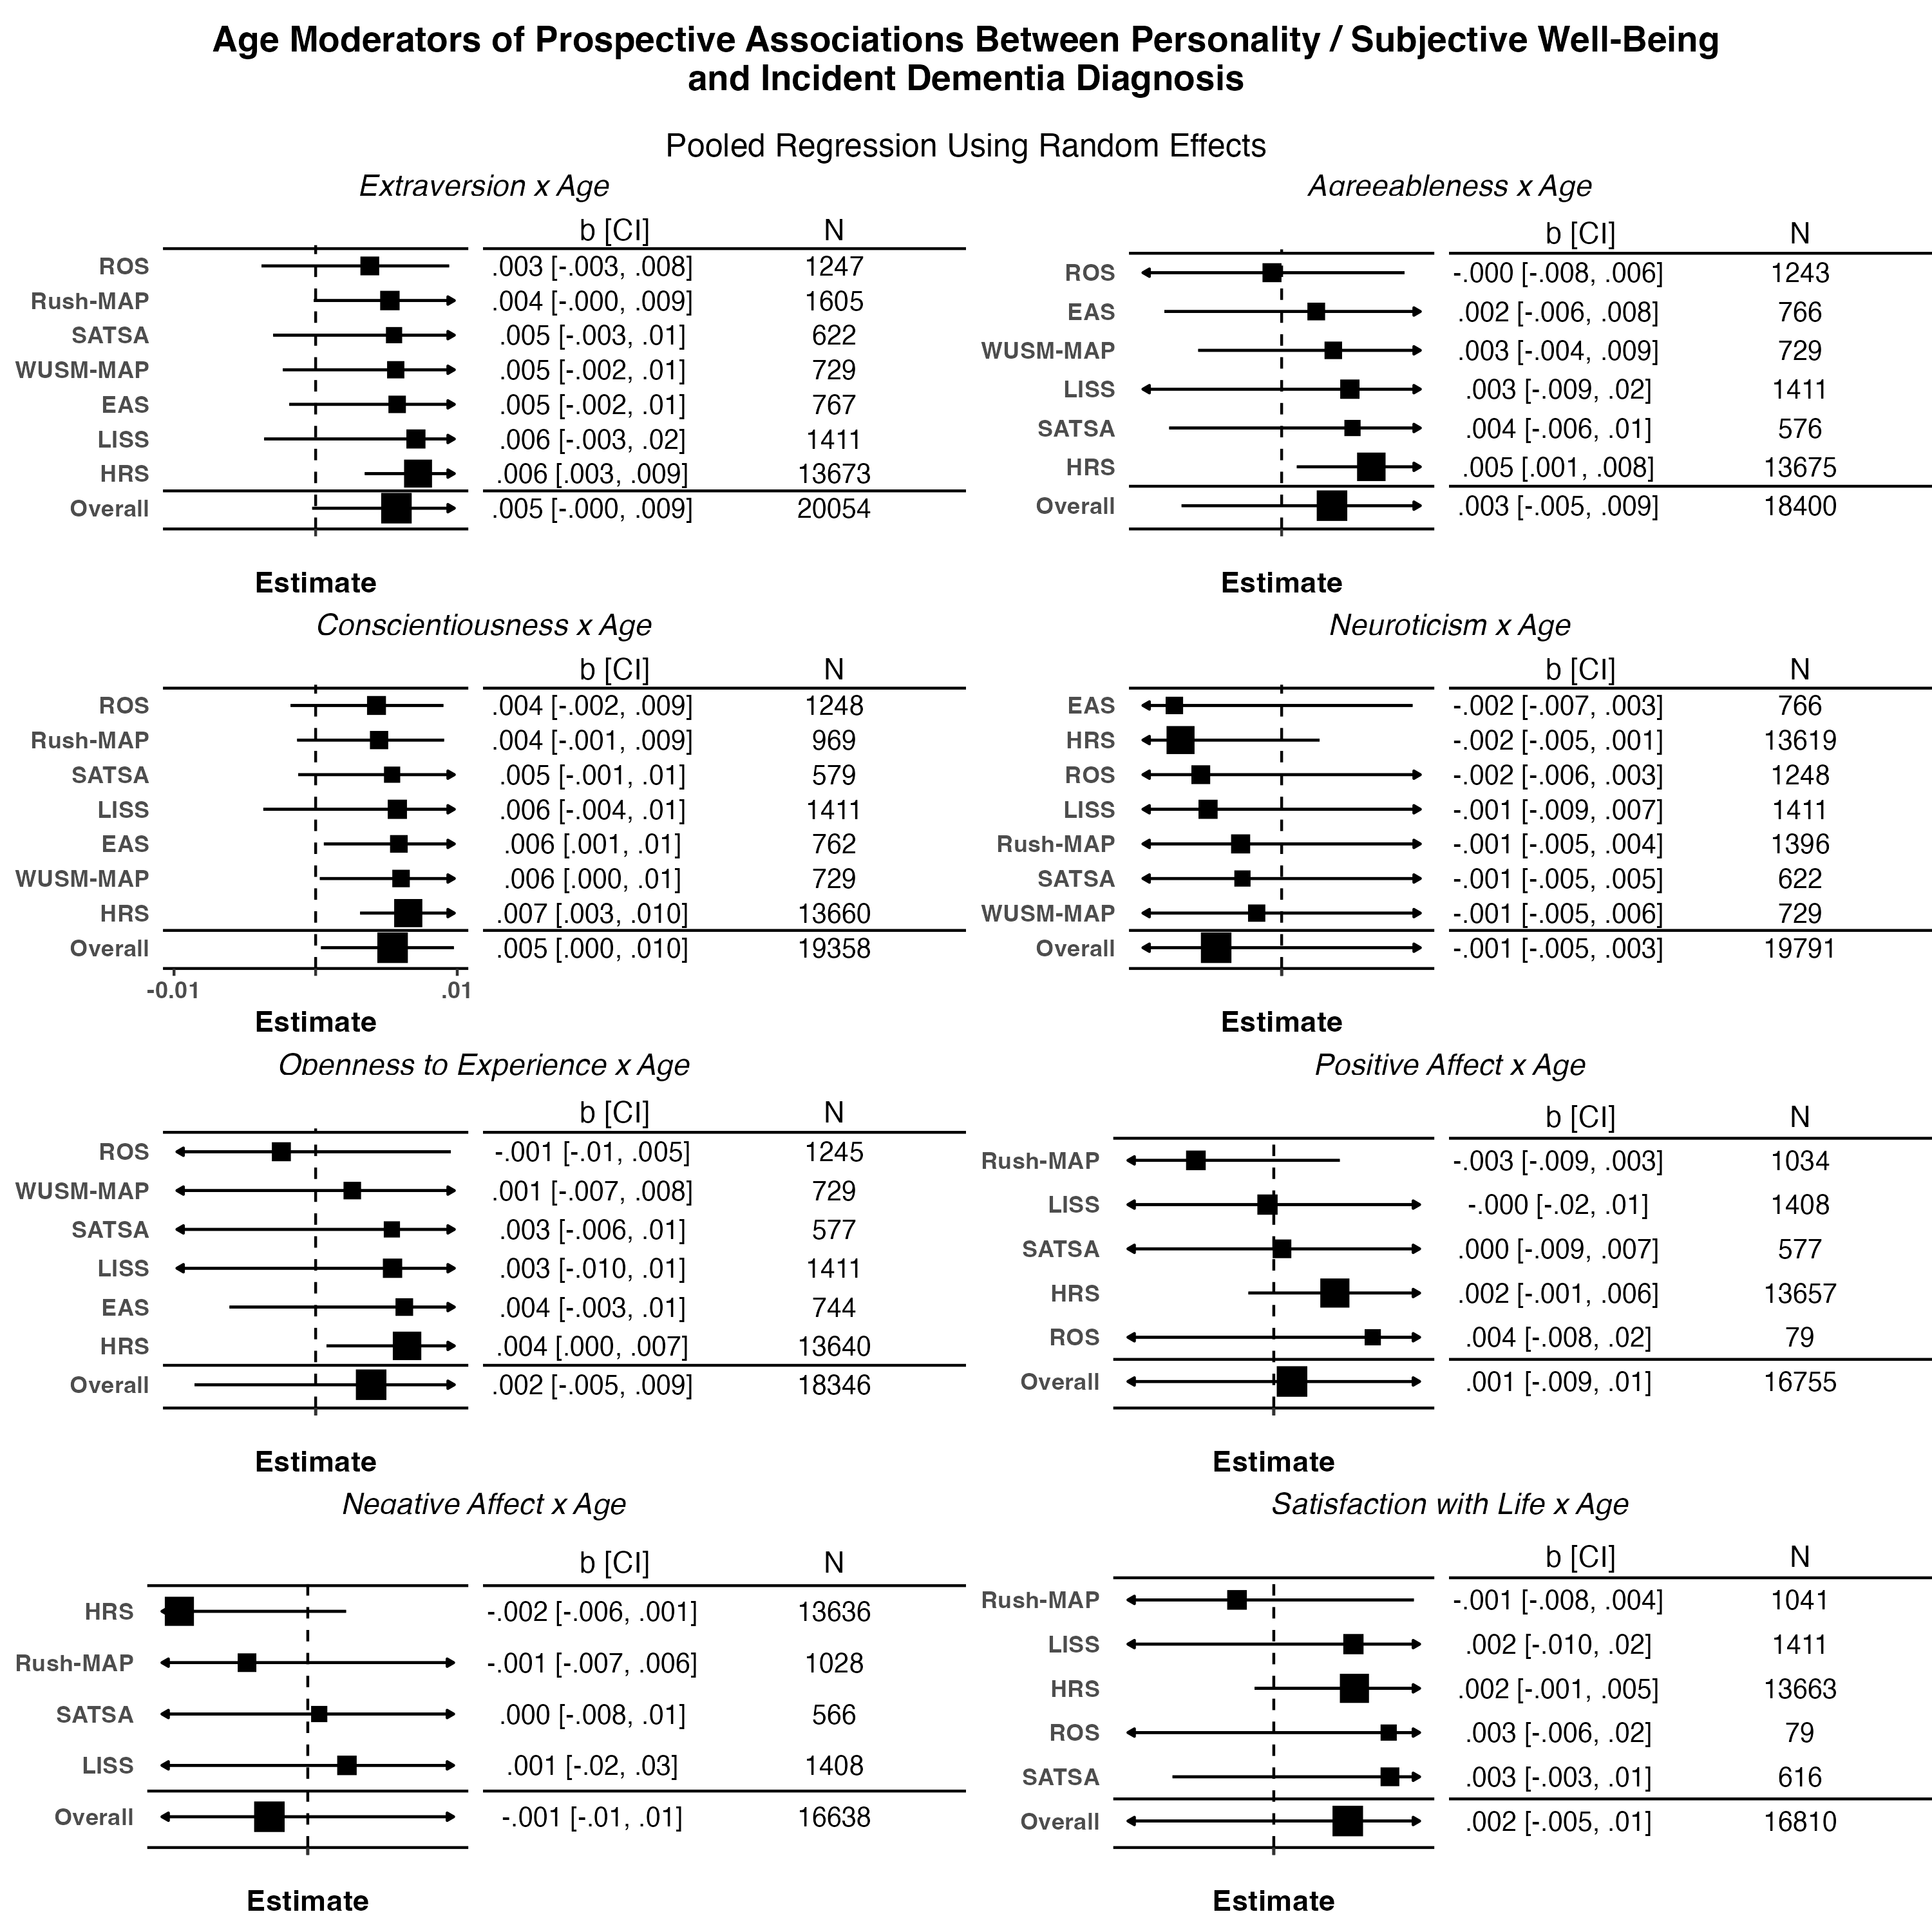 Age Moderators of Prospective Associations Between Personality / Subjective Well-Being
and Incident Dementia Diagnosis
Pooled Regression Using Random Effects
Extraversion x Age
b [CI] N
ROS .003 [-.003, .008] 1247
Rush-MAP .004 [-.000, .009] 1605
SATSA .005 [-.003, .01] 622
WUSM-MAP .005 [-.002, .01] 729
EAS .005 [-.002, .01] 767
LISS .006 [-.003, .02] 1411
HRS .006 [.003, .009] 13673
Overall .005 [-.000, .009] 20054
Estimate
Agreeableness x Age
b [CI] N
ROS -.000 [-.008, .006] 1243
EAS .002 [-.006, .008] 766
WUSM-MAP .003 [-.004, .009] 729
LISS .003 [-.009, .02] 1411
SATSA .004 [-.006, .01] 576
HRS .005 [.001, .008] 13675
Overall .003 [-.005, .009] 18400
Estimate
Conscientiousness x Age
b [CI] N
ROS .004 [-.002, .009] 1248
Rush-MAP .004 [-.001, .009] 969
SATSA .005 [-.001, .01] 579
LISS .006 [-.004, .01] 1411
EAS .006 [.001, .01] 762
WUSM-MAP .006 [.000, .01] 729
HRS .007 [.003, .010] 13660
Overall .005 [.000, .010] 19358
-0.01 .01
Estimate
Neuroticism x Age
b [CI] N
EAS -.002 [-.007, .003] 766
HRS -.002 [-.005, .001] 13619
ROS -.002 [-.006, .003] 1248
LISS -.001 [-.009, .007] 1411
Rush-MAP -.001 [-.005, .004] 1396
SATSA -.001 [-.005, .005] 622
WUSM-MAP -.001 [-.005, .006] 729
Overall -.001 [-.005, .003] 19791
Estimate
Openness to Experience x Age
b [CI] N
ROS -.001 [-.01, .005] 1245
WUSM-MAP .001 [-.007, .008] 729
SATSA .003 [-.006, .01] 577
LISS .003 [-.010, .01] 1411
EAS .004 [-.003, .01] 744
HRS .004 [.000, .007] 13640
Overall .002 [-.005, .009] 18346
Estimate
Positive Affect x Age
b [CI] N
Rush-MAP -.003 [-.009, .003] 1034
LISS -.000 [-.02, .01] 1408
SATSA .000 [-.009, .007] 577
HRS .002 [-.001, .006] 13657
ROS .004 [-.008, .02] 79
Overall .001 [-.009, .01] 16755
Estimate
Negative Affect x Age
b [CI] N
HRS -.002 [-.006, .001] 13636
Rush-MAP -.001 [-.007, .006] 1028
SATSA .000 [-.008, .01] 566
LISS .001 [-.02, .03] 1408
Overall -.001 [-.01, .01] 16638
Estimate
Satisfaction with Life x Age
b [CI] N
Rush-MAP -.001 [-.008, .004] 1041
LISS .002 [-.010, .02] 1411
HRS .002 [-.001, .005] 13663
ROS .003 [-.006, .02] 79
SATSA .003 [-.003, .01] 616
Overall .002 [-.005, .01] 16810
Estimate